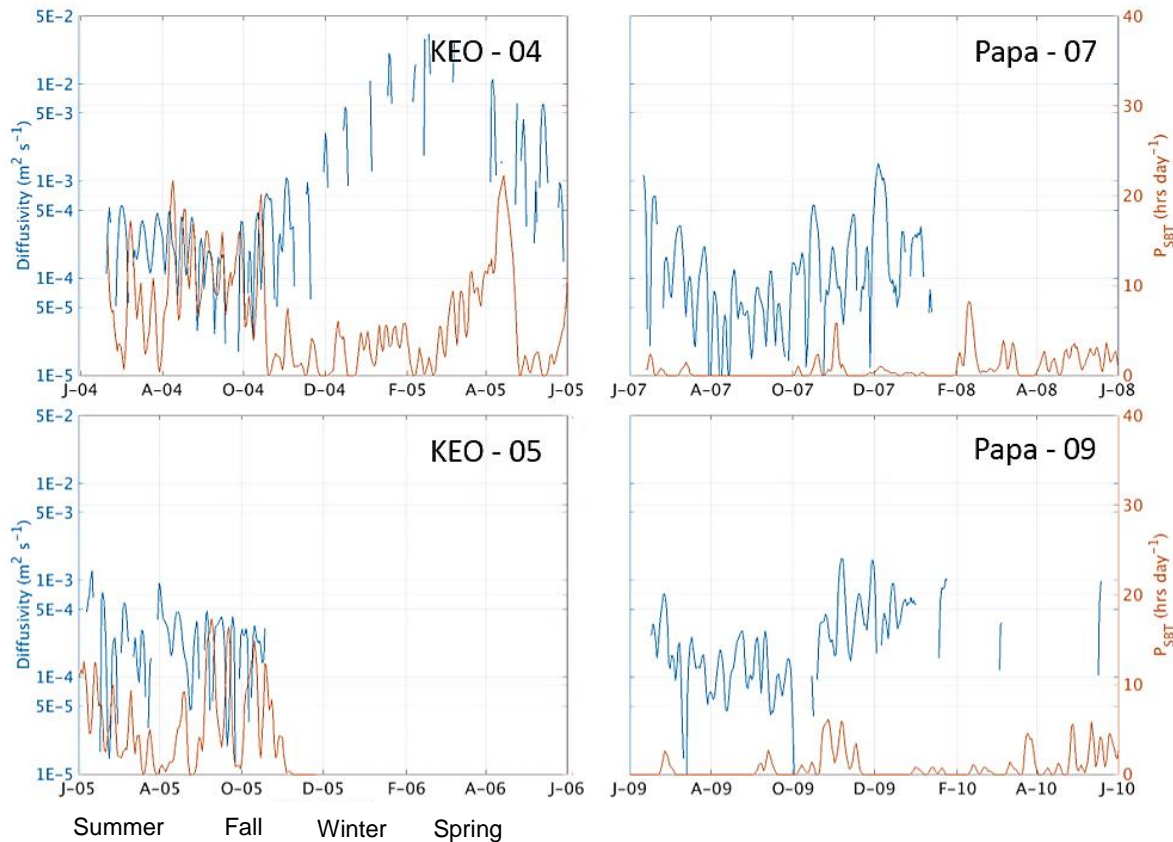 KEO - 04
5E-2
1E-2
5E-3
1E-3
5E-4
1E-4
5E-5
1E-5
Diffusivity (m² s⁻¹)
J-04 A-04 O-04 D-04 F-05 A-05 J-05
Papa - 07
40
30
20
10
0
P_SBT (hrs day⁻¹)
J-07 A-07 O-07 D-07 F-08 A-08 J-08
KEO - 05
5E-2
1E-2
5E-3
1E-3
5E-4
1E-4
5E-5
1E-5
Diffusivity (m² s⁻¹)
J-05 A-05 O-05 D-05 F-06 A-06 J-06
Papa - 09
40
30
20
10
0
P_SBT (hrs day⁻¹)
J-09 A-09 O-09 D-09 F-10 A-10 J-10
Summer Fall Winter Spring